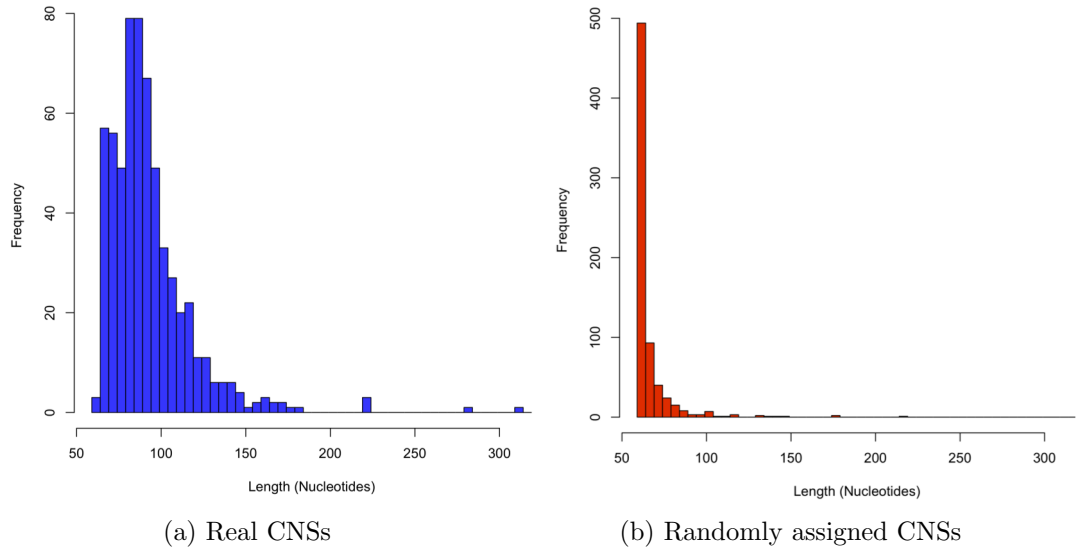 80
60
40
20
0
Frequency
50 100 150 200 250 300
Length (Nucleotides)
(a) Real CNSs
500
400
300
200
100
0
Frequency
50 100 150 200 250 300
Length (Nucleotides)
(b) Randomly assigned CNSs